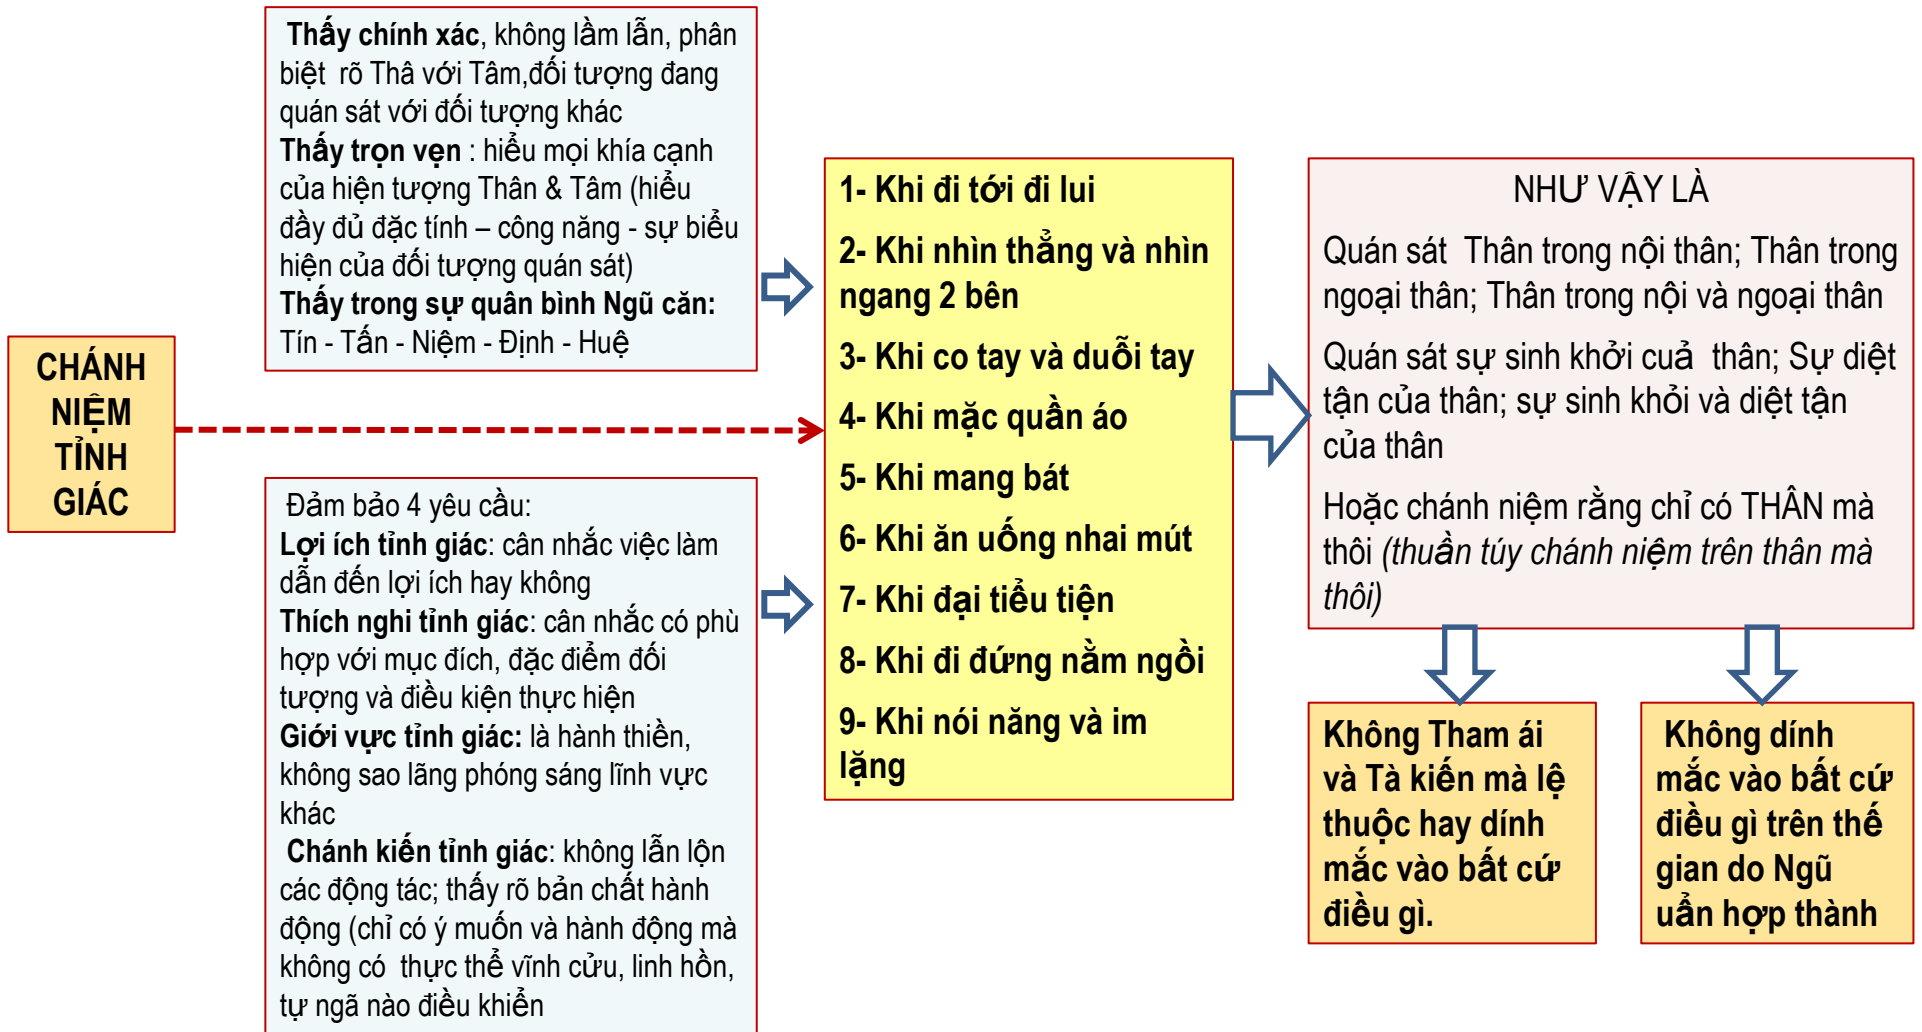 CHÁNH
NIỆM
TỈNH
GIÁC
Thấy chính xác, không lầm lẫn, phân
biệt rõ Thâ với Tâm,đối tượng đang
quán sát với đối tượng khác
Thấy trọn vẹn : hiểu mọi khía cạnh
của hiện tượng Thân & Tâm (hiểu
đầy đủ đặc tính – công năng - sự biểu
hiện của đối tượng quán sát)
Thấy trong sự quân bình Ngũ căn:
Tín - Tấn - Niệm - Định - Huệ
Đảm bảo 4 yêu cầu:
Lợi ích tỉnh giác: cân nhắc việc làm
dẫn đến lợi ích hay không
Thích nghi tỉnh giác: cân nhắc có phù
hợp với mục đích, đặc điểm đối
tượng và điều kiện thực hiện
Giới vực tỉnh giác: là hành thiền,
không sao lãng phóng sáng lĩnh vực
khác
Chánh kiến tỉnh giác: không lẫn lộn
các động tác; thấy rõ bản chất hành
động (chỉ có ý muốn và hành động mà
không có thực thể vĩnh cửu, linh hồn,
tự ngã nào điều khiển
1- Khi đi tới đi lui
2- Khi nhìn thẳng và nhìn
ngang 2 bên
3- Khi co tay và duỗi tay
4- Khi mặc quần áo
5- Khi mang bát
6- Khi ăn uống nhai mút
7- Khi đại tiểu tiện
8- Khi đi đứng nằm ngồi
9- Khi nói năng và im
lặng
NHƯ VẬY LÀ
Quán sát Thân trong nội thân; Thân trong
ngoại thân; Thân trong nội và ngoại thân
Quán sát sự sinh khởi cuả thân; Sự diệt
tận của thân; sự sinh khỏi và diệt tận
của thân
Hoặc chánh niệm rằng chỉ có THÂN mà
thôi (thuần túy chánh niệm trên thân mà
thôi)
Không Tham ái
và Tà kiến mà lệ
thuộc hay dính
mắc vào bất cứ
điều gì.
Không dính
mắc vào bất cứ
điều gì trên thế
gian do Ngũ
uẩn hợp thành